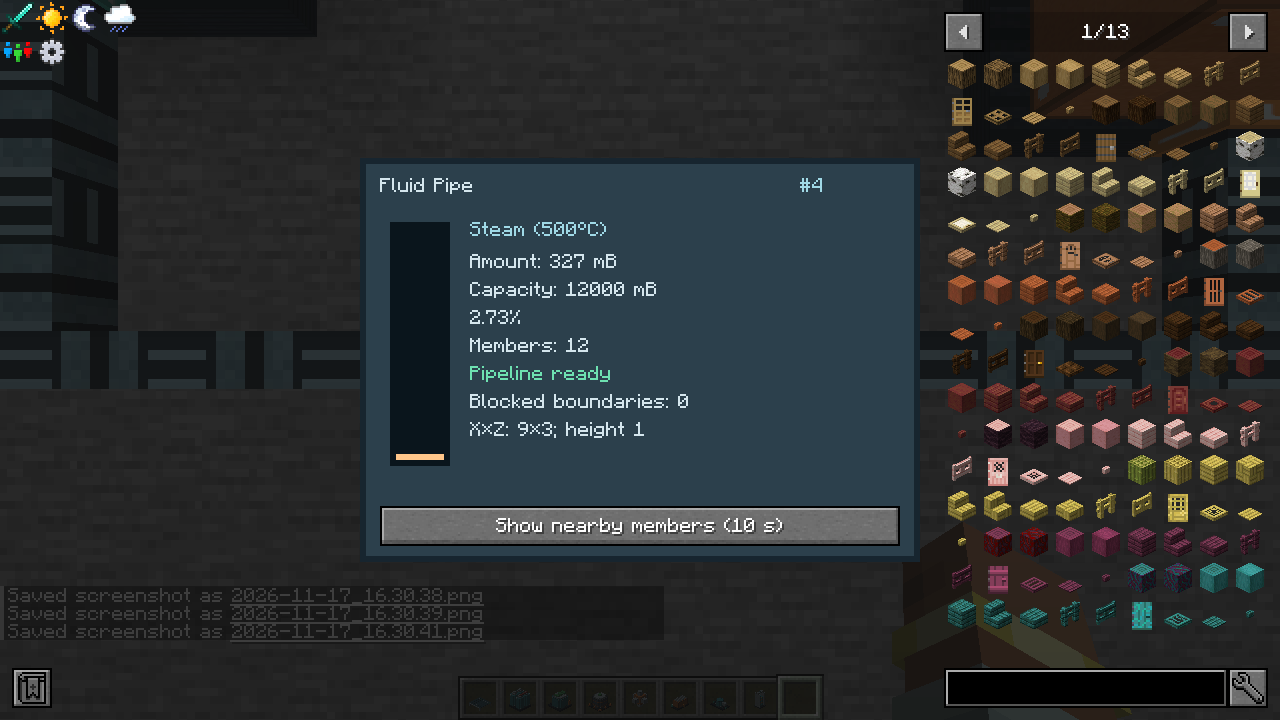 1/13
Fluid Pipe
#4
Steam (500ºC)
Amount: 327 mB
Capacity: 12000 mB
2.73%
Members: 12
Pipeline ready
Blocked boundaries: 0
X×Z: 9×3; height 1
Show nearby members (10 s)
Saved screenshot as 2026-11-17_16.30.38.png
Saved screenshot as 2026-11-17_16.30.39.png
Saved screenshot as 2026-11-17_16.30.41.png